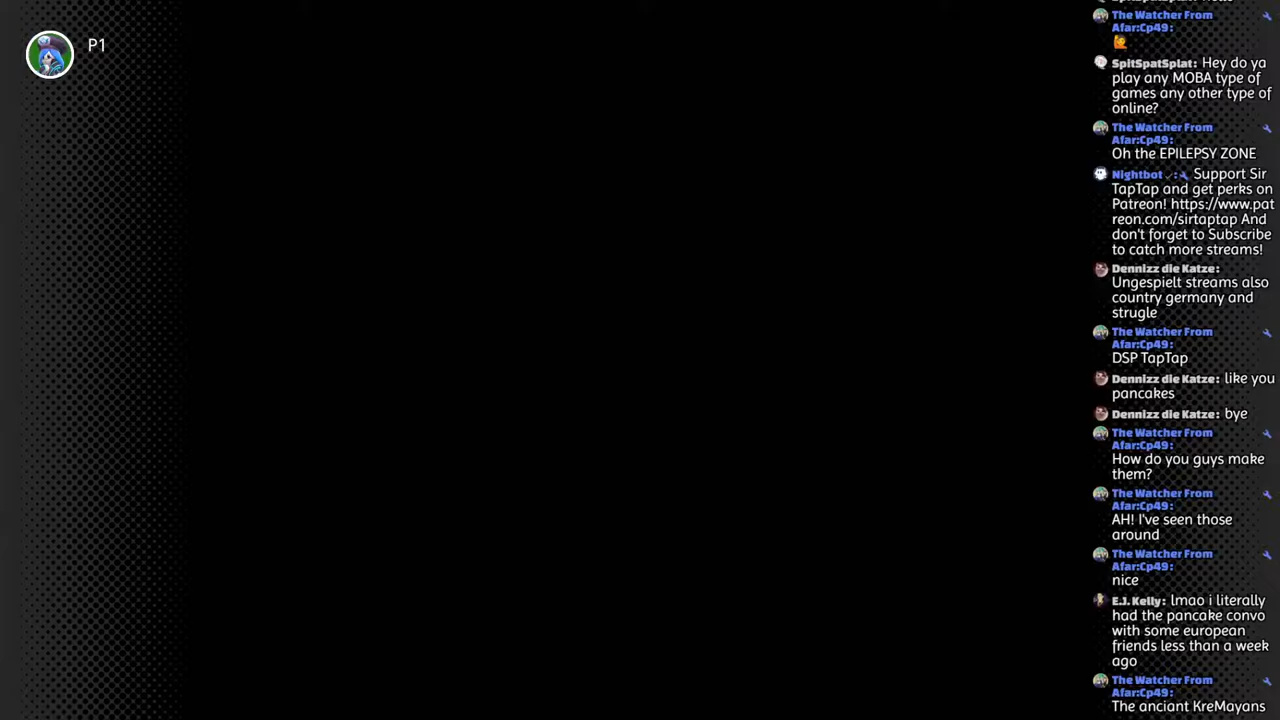 P1
The Watcher From
Afar:Cp49:
SpitSpatSplat: Hey do ya
play any MOBA type of
games any other type of
online?
The Watcher From
Afar:Cp49:
Oh the EPILEPSY ZONE
Nightbot ✓: Support Sir
TapTap and get perks on
Patreon! https://www.pat
reon.com/sirtaptap And
don't forget to Subscribe
to catch more streams!
Dennizz die Katze:
Ungespielt streams also
country germany and
strugle
The Watcher From
Afar:Cp49:
DSP TapTap
Dennizz die Katze: like you
pancakes
Dennizz die Katze: bye
The Watcher From
Afar:Cp49:
How do you guys make
them?
The Watcher From
Afar:Cp49:
AH! I've seen those
around
The Watcher From
Afar:Cp49:
nice
E.J. Kelly: lmao i literally
had the pancake convo
with some european
friends less than a week
ago
The Watcher From
Afar:Cp49:
The anciant KreMayans